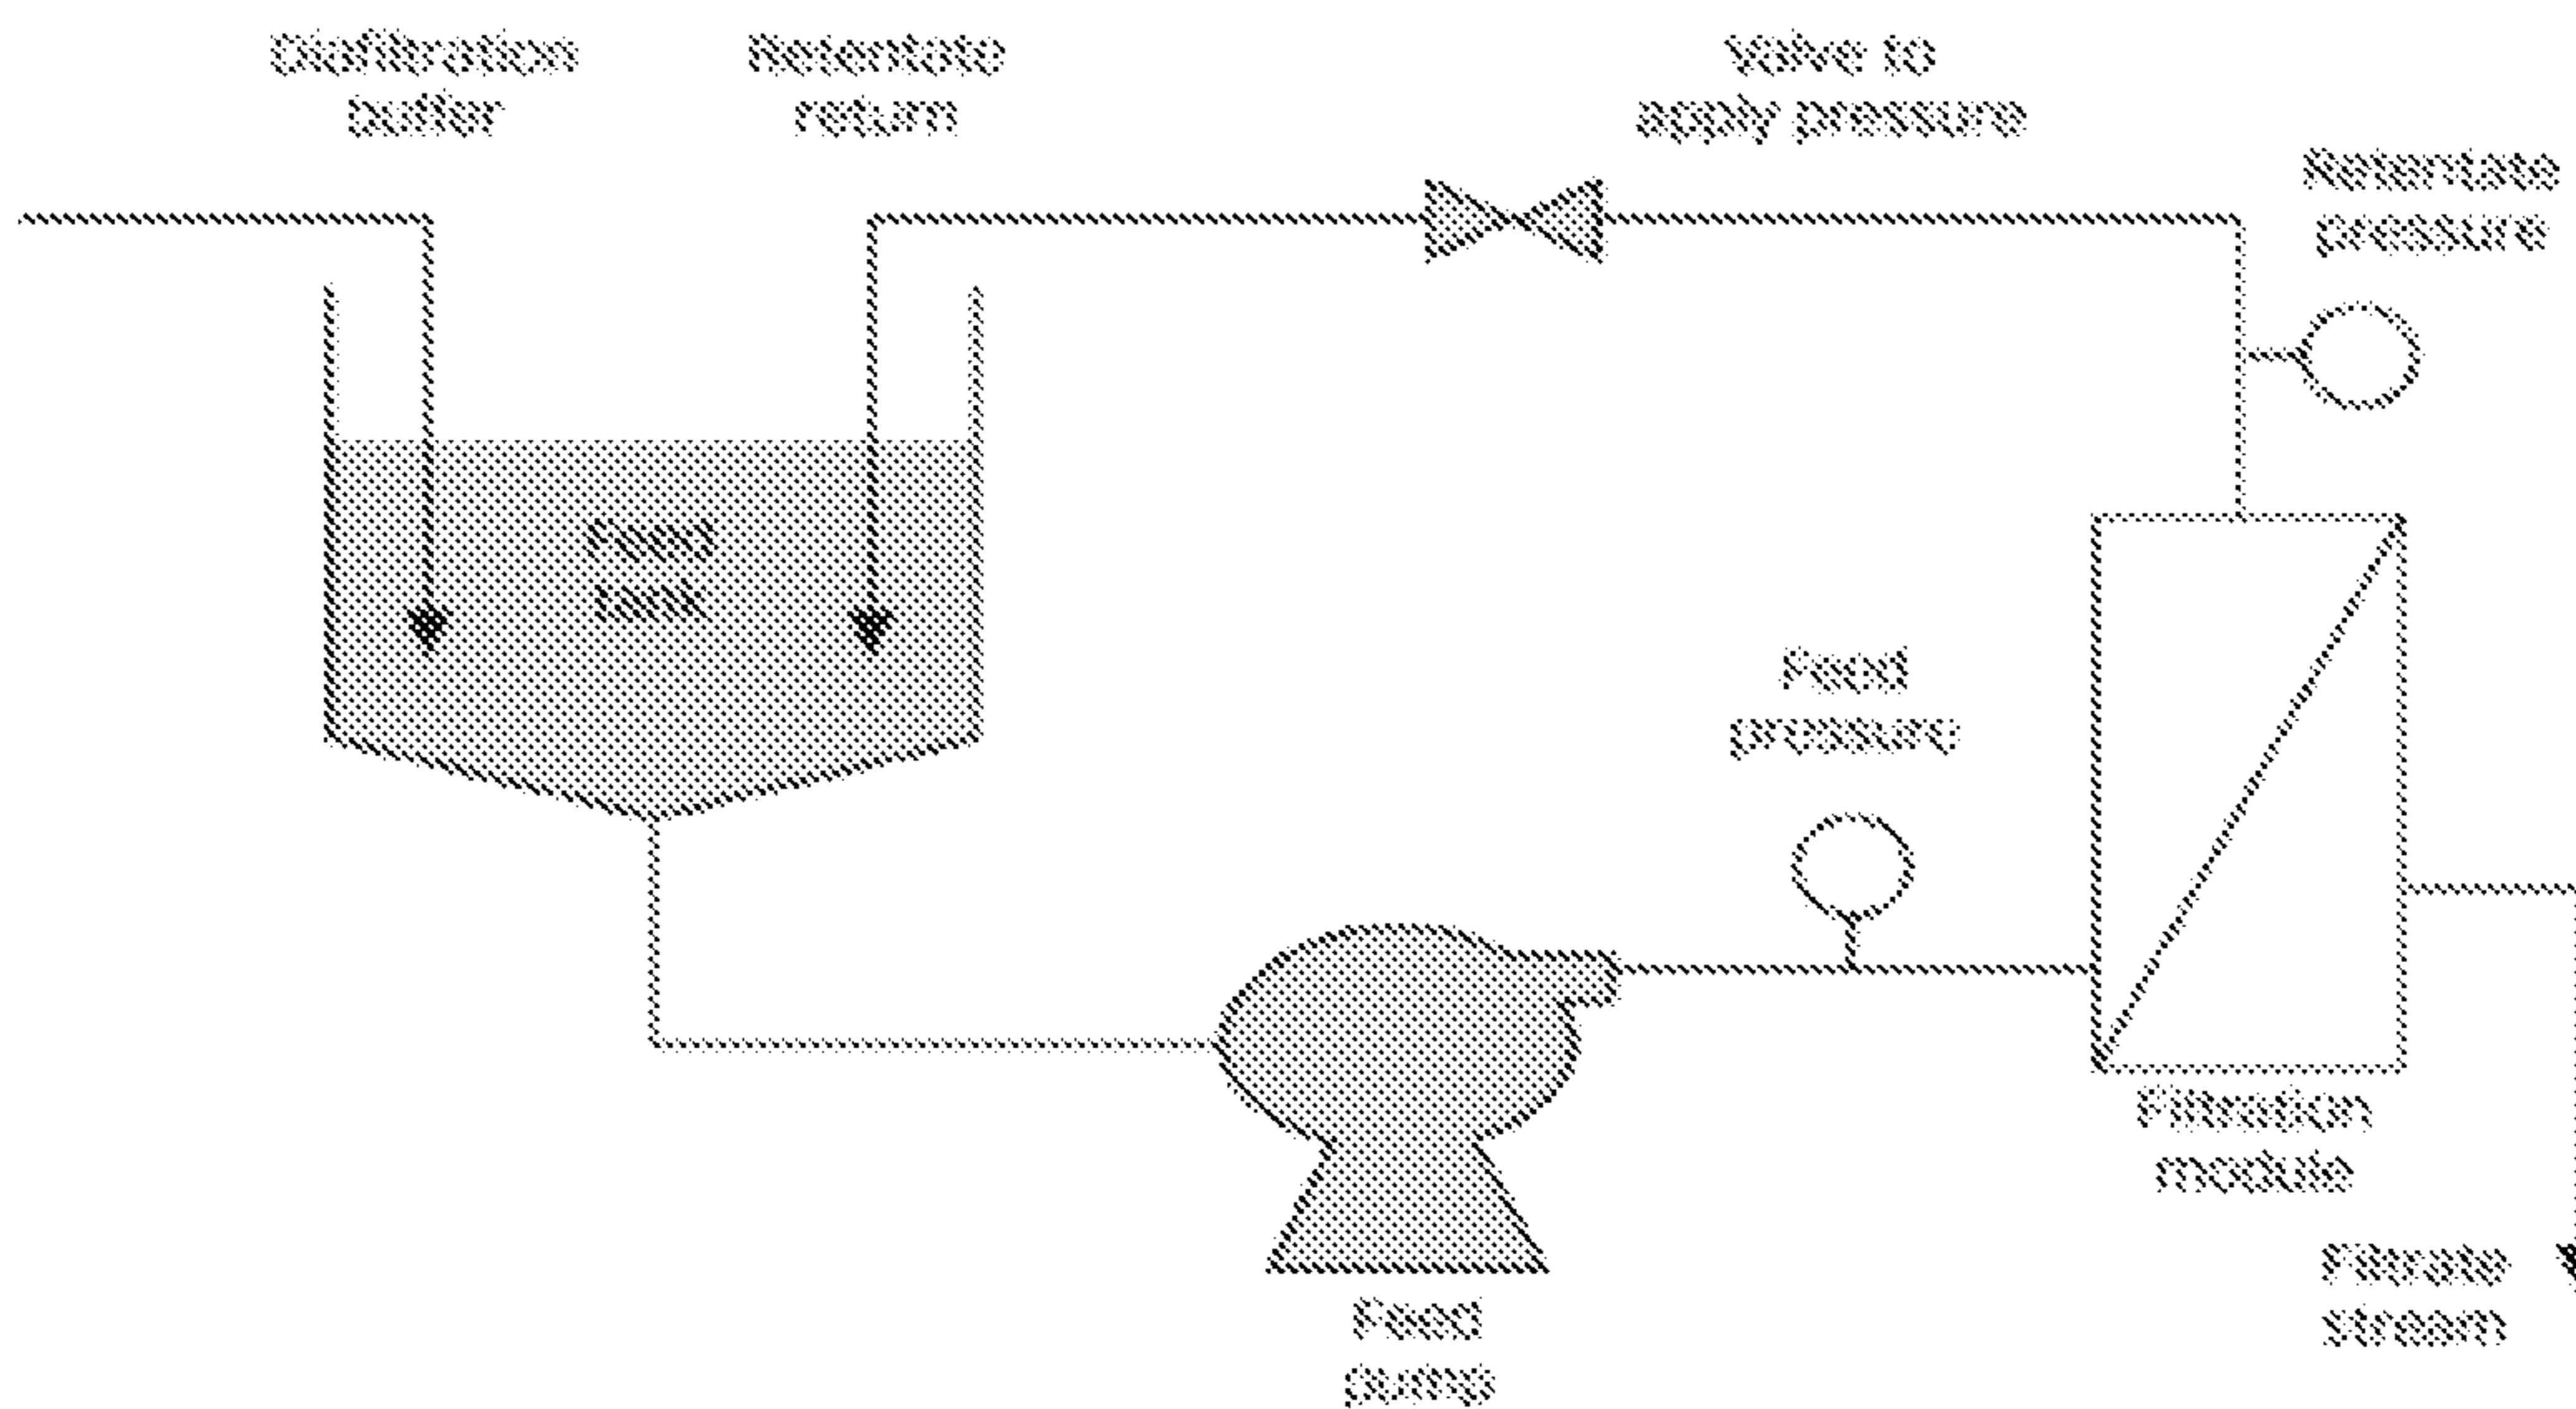 Diafiltration
buffer
Retentate
return
Valve to
apply pressure
Retentate
pressure
Feed
tank
Feed
pressure
Filtration
module
Filtrate
stream
Feed
pump